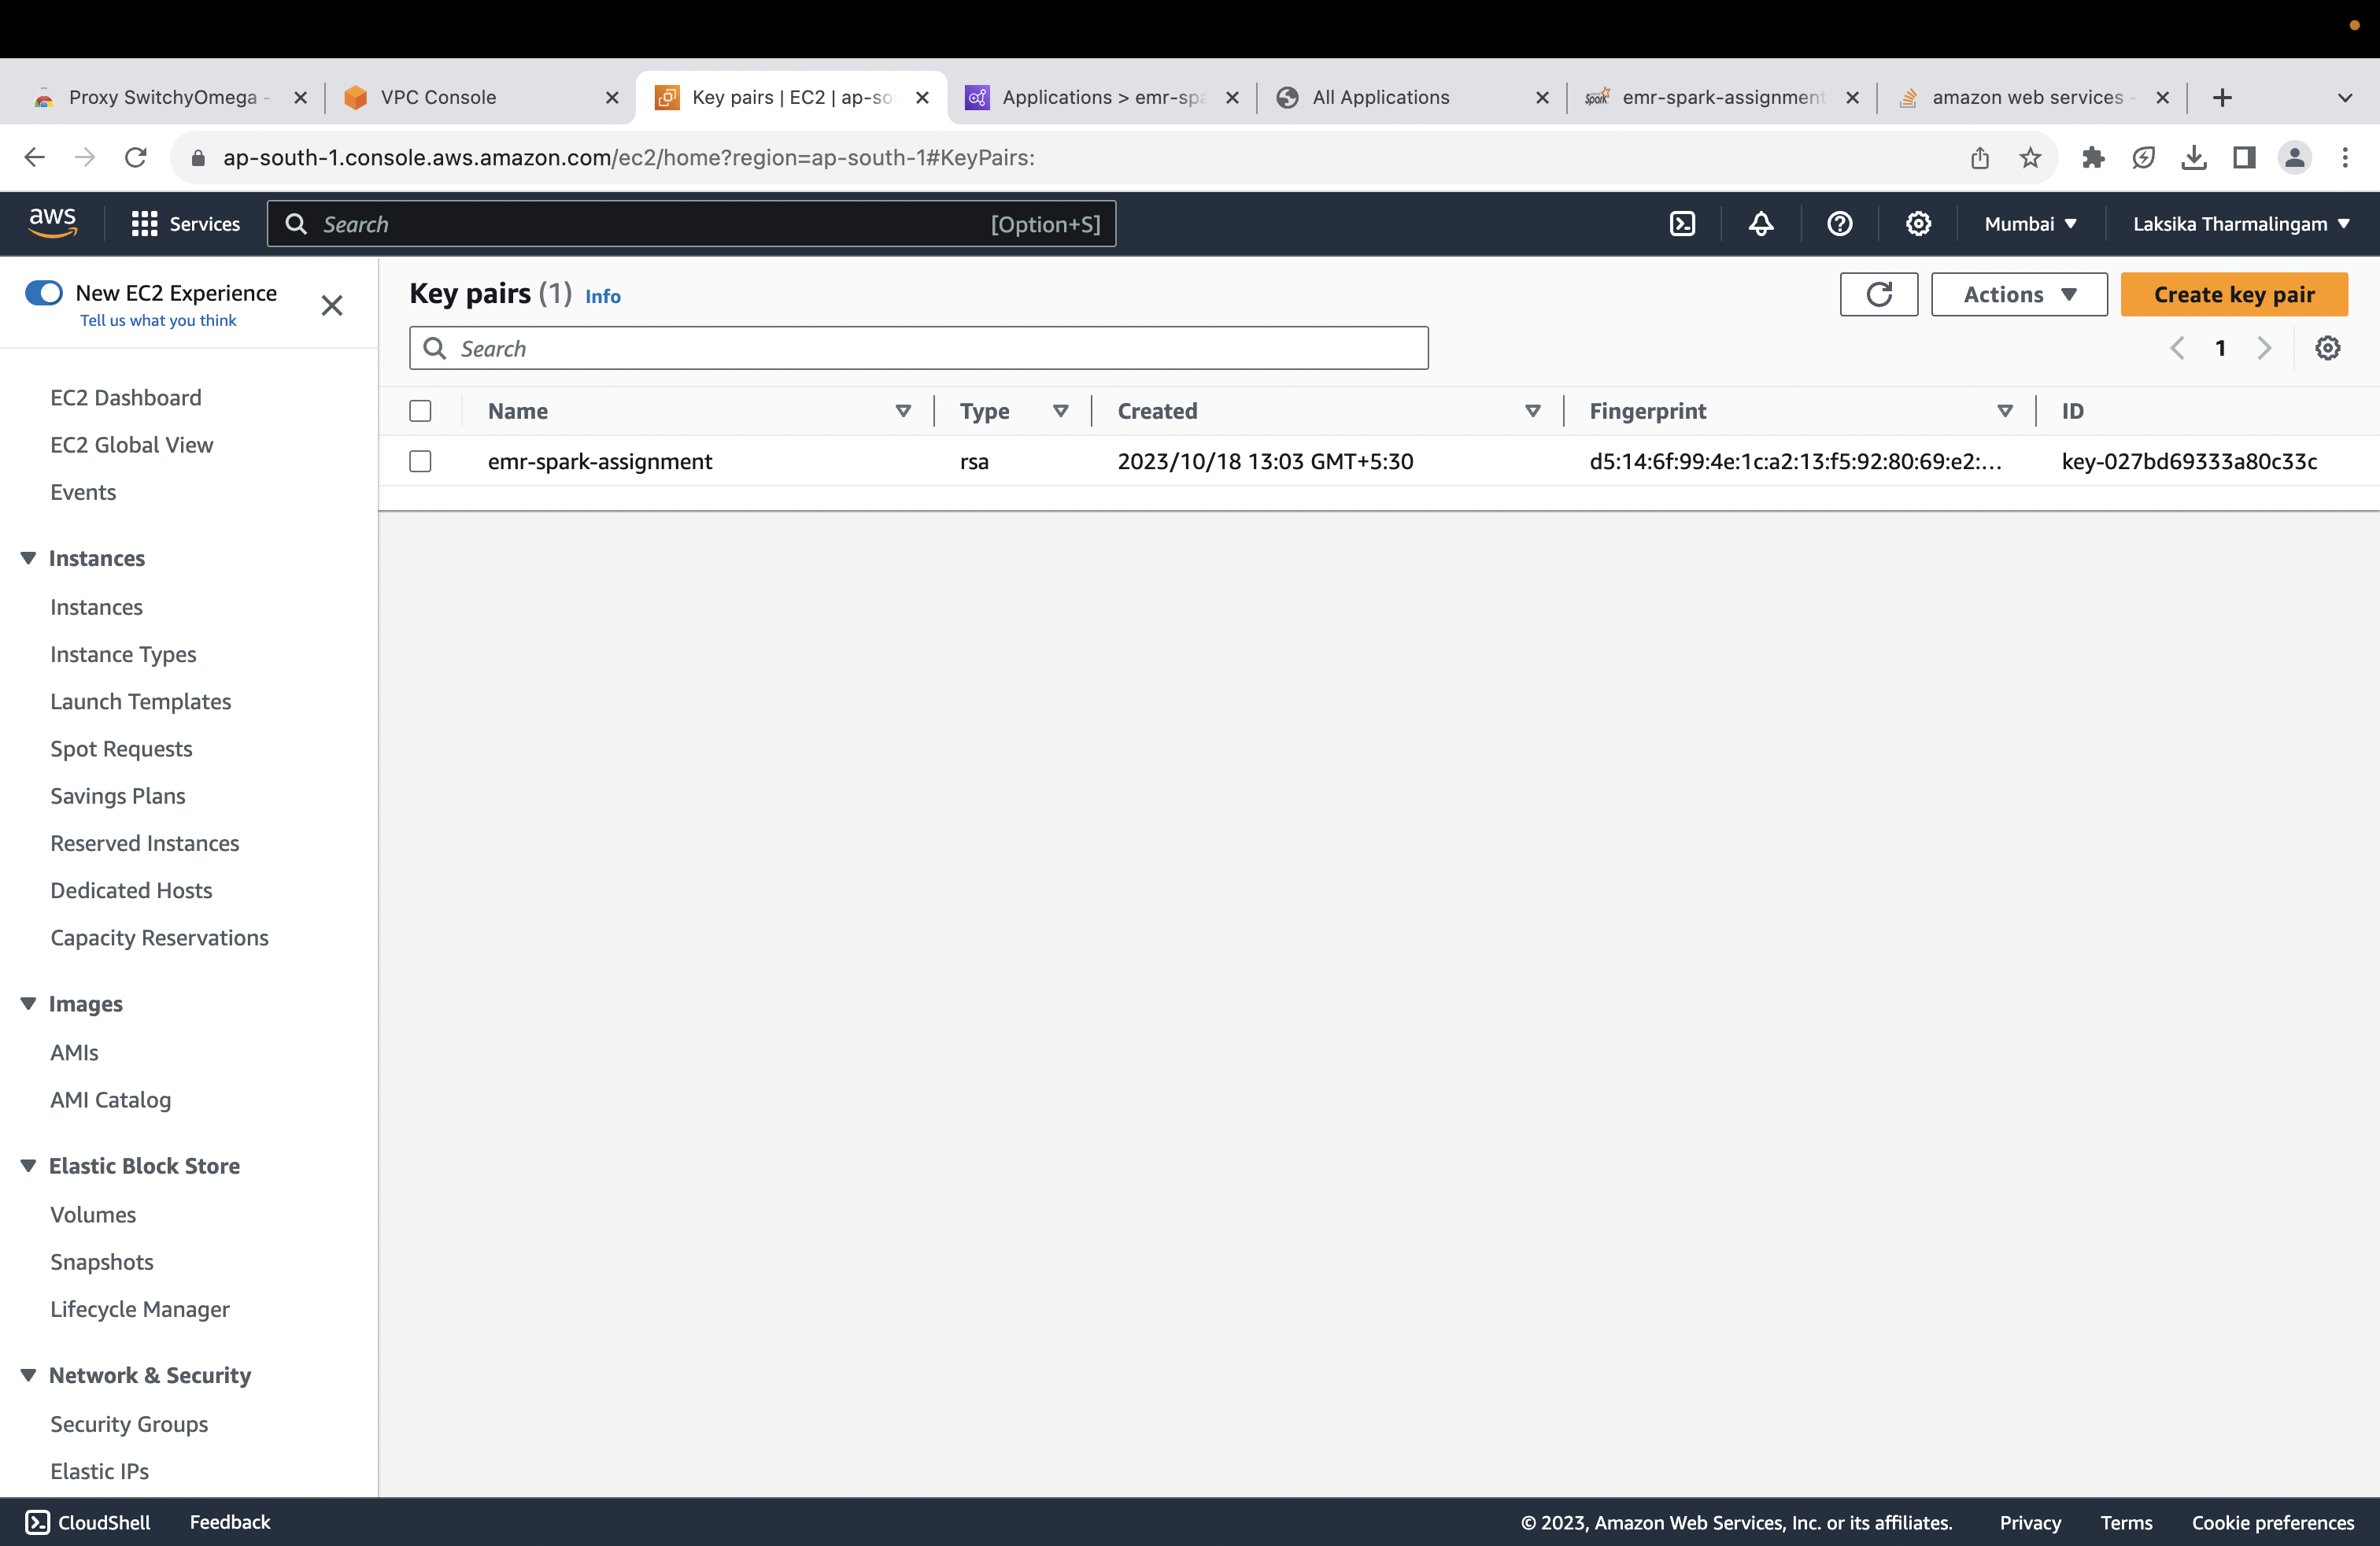 Proxy SwitchyOmega -
VPC Console
Key pairs | EC2 | ap-so
Applications > emr-spa
All Applications
Spark
emr-spark-assignment
amazon web services -
ap-south-1.console.aws.amazon.com/ec2/home?region=ap-south-1#KeyPairs:
aws
Services
Search
[Option+S]
Mumbai
Laksika Tharmalingam
New EC2 Experience
Tell us what you think
EC2 Dashboard
EC2 Global View
Events
Instances
Instances
Instance Types
Launch Templates
Spot Requests
Savings Plans
Reserved Instances
Dedicated Hosts
Capacity Reservations
Images
AMIs
AMI Catalog
Elastic Block Store
Volumes
Snapshots
Lifecycle Manager
Network & Security
Security Groups
Elastic IPs
Key pairs (1) Info
Actions
Create key pair
Search
1
Name Type Created Fingerprint ID
emr-spark-assignment rsa 2023/10/18 13:03 GMT+5:30 d5:14:6f:99:4e:1c:a2:13:f5:92:80:69:e2:... key-027bd69333a80c33c
CloudShell Feedback © 2023, Amazon Web Services, Inc. or its affiliates. Privacy Terms Cookie preferences